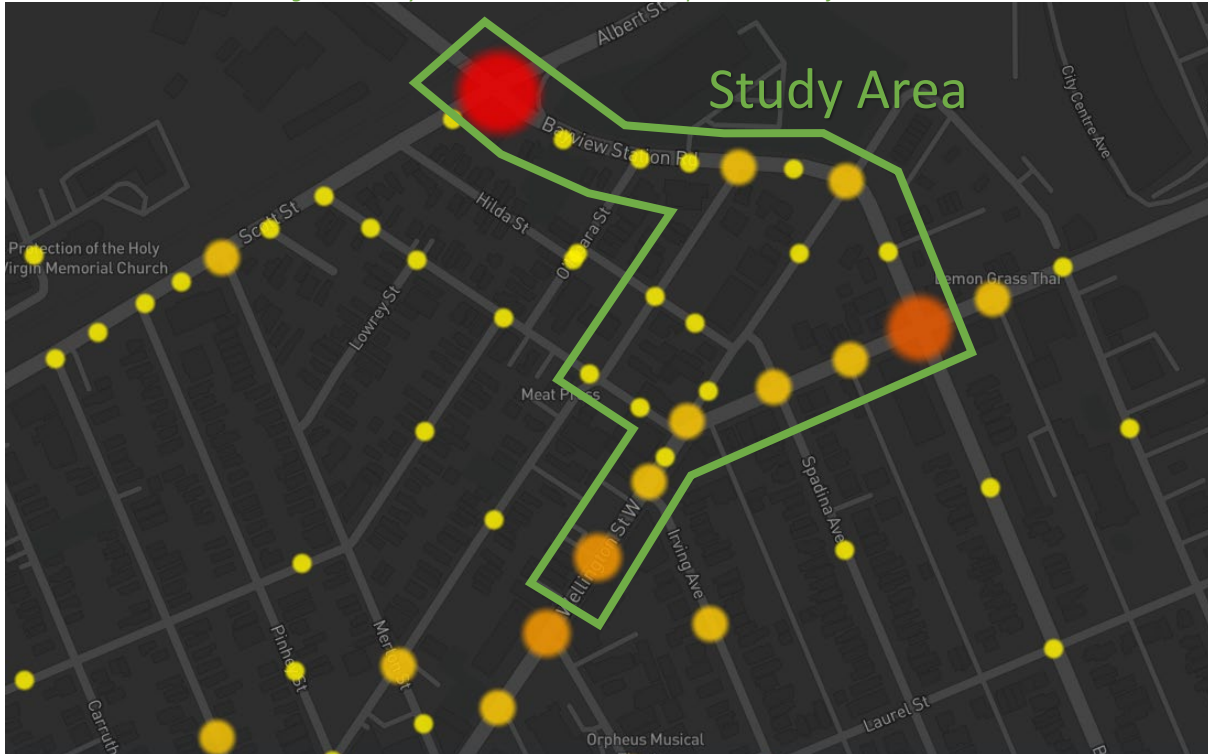 Albert St
Study Area
City Centre Ave
Bayview Station Rd
Hilda St
Scott St
Protection of the Holy
Virgin Memorial Church
Lemon Grass Thai
Lowrey St
Meat Press
Spadina Ave
Wellington St W
Irving Ave
Merton St
Laurel St
Orpheus Musical